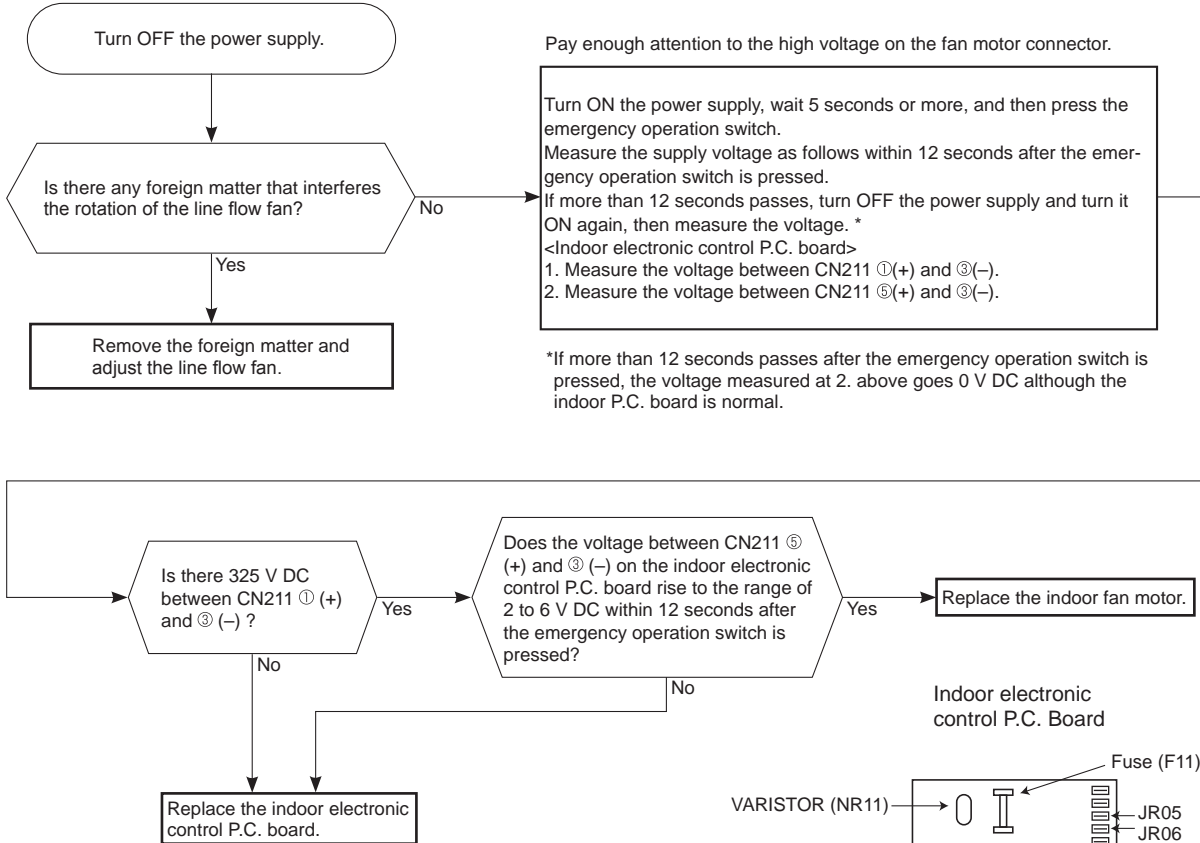 Turn OFF the power supply.
Is there any foreign matter that interferes
the rotation of the line flow fan?
No
Yes
Remove the foreign matter and
adjust the line flow fan.
Pay enough attention to the high voltage on the fan motor connector.
Turn ON the power supply, wait 5 seconds or more, and then press the
emergency operation switch.
Measure the supply voltage as follows within 12 seconds after the emer-
gency operation switch is pressed.
If more than 12 seconds passes, turn OFF the power supply and turn it
ON again, then measure the voltage. *
<Indoor electronic control P.C. board>
1. Measure the voltage between CN211 ①(+) and ③(–).
2. Measure the voltage between CN211 ⑤(+) and ③(–).
*If more than 12 seconds passes after the emergency operation switch is
pressed, the voltage measured at 2. above goes 0 V DC although the
indoor P.C. board is normal.
Is there 325 V DC
between CN211 ① (+)
and ③ (–) ?
Yes
No
Does the voltage between CN211 ⑤
(+) and ③ (–) on the indoor electronic
control P.C. board rise to the range of
2 to 6 V DC within 12 seconds after
the emergency operation switch is
pressed?
Yes
No
Replace the indoor fan motor.
Replace the indoor electronic
control P.C. board.
Indoor electronic
control P.C. Board
Fuse (F11)
VARISTOR (NR11)
JR05
JR06